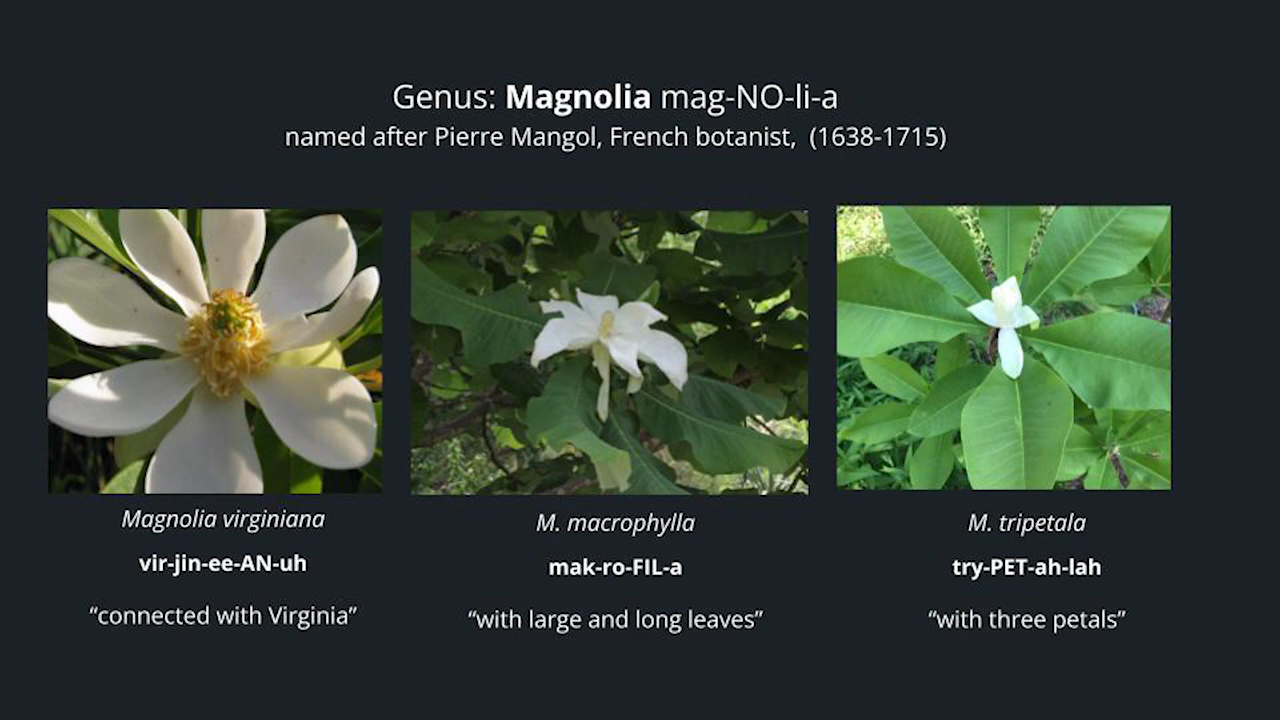 Genus: Magnolia mag-NO-li-a
named after Pierre Mangol, French botanist, (1638-1715)
Magnolia virginiana
vir-jin-ee-AN-uh
“connected with Virginia”
M. macrophylla
mak-ro-FIL-a
“with large and long leaves”
M. tripetala
try-PET-ah-lah
“with three petals”